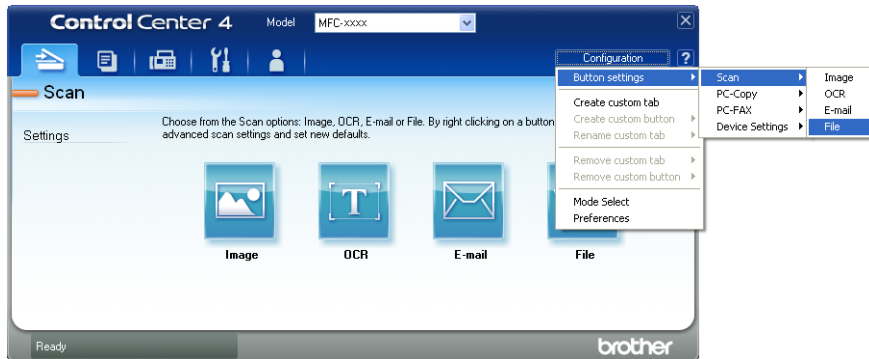 Control Center 4 Model MFC-xxxx
Configuration ?
Scan
Settings
Choose from the Scan options: Image, OCR, E-mail or File. By right clicking on a button
advanced scan settings and set new defaults.
Image OCR E-mail File
Button settings
Create custom tab
Create custom button
Rename custom tab
Remove custom tab
Remove custom button
Mode Select
Preferences
Scan
PC-Copy
PC-FAX
Device Settings
Image
OCR
E-mail
File
Ready
brother